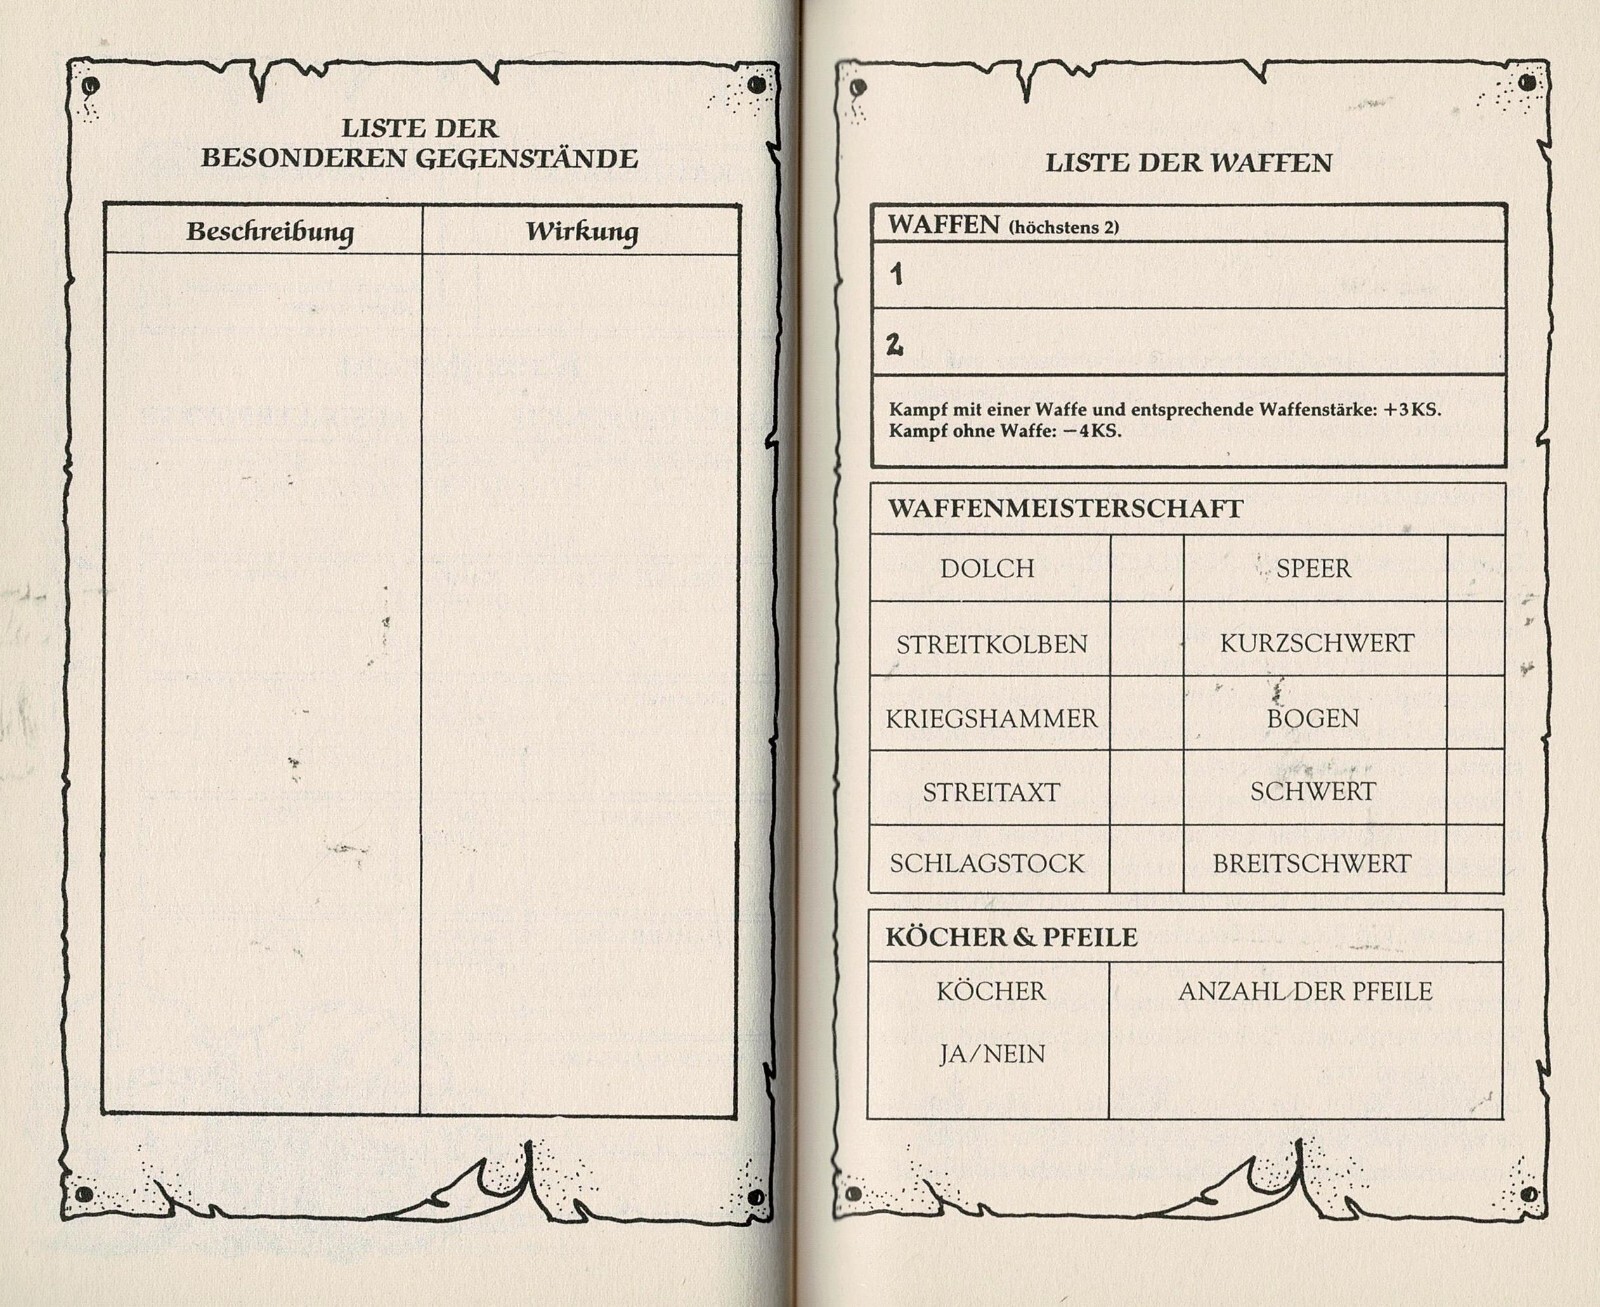 LISTE DER
BESONDEREN GEGENSTÄNDE
Beschreibung
Wirkung
LISTE DER WAFFEN
WAFFEN (höchstens 2)
1
2
Kampf mit einer Waffe und entsprechende Waffenstärke: +3KS.
Kampf ohne Waffe: −4KS.
WAFFENMEISTERSCHAFT
DOLCH SPEER
STREITKOLBEN KURZSCHWERT
KRIEGSHAMMER BOGEN
STREITAXT SCHWERT
SCHLAGSTOCK BREITSCHWERT
KÖCHER & PFEILE
KÖCHER ANZAHL DER PFEILE
JA/NEIN